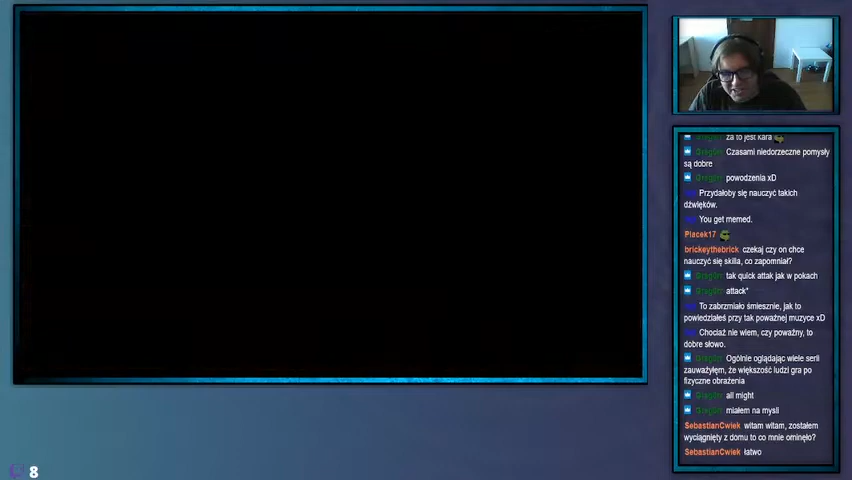 za to jest kara
Czasami niedorzeczne pomysły
są dobre
powodzenia xD
Przydałoby się nauczyć takich
dźwięków.
You get memed.
Placek17
brickeythebrick czekaj czy on chce
nauczyć się skilla, co zapomniał?
tak quick attak jak w pokach
attack*
To zabrzmiało śmiesznie, jak to
powiedziałeś przy tak poważnej muzyce xD
Chociaż nie wiem, czy poważny, to
dobre słowo.
Ogólnie oglądając wiele serii
zauważyłęm, że większość ludzi gra po
fizyczne obrażenia
all might
miałem na mysli
SebastianCwiek witam witam, zostałem
wyciągnięty z domu to co mnie ominęło?
SebastianCwiek łatwo
8